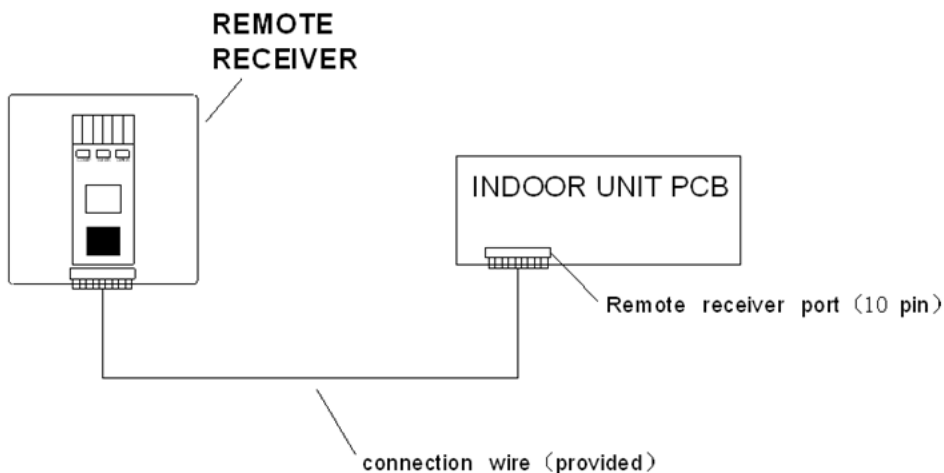 REMOTE
RECEIVER
INDOOR UNIT PCB
Remote receiver port (10 pin)
connection wire (provided)